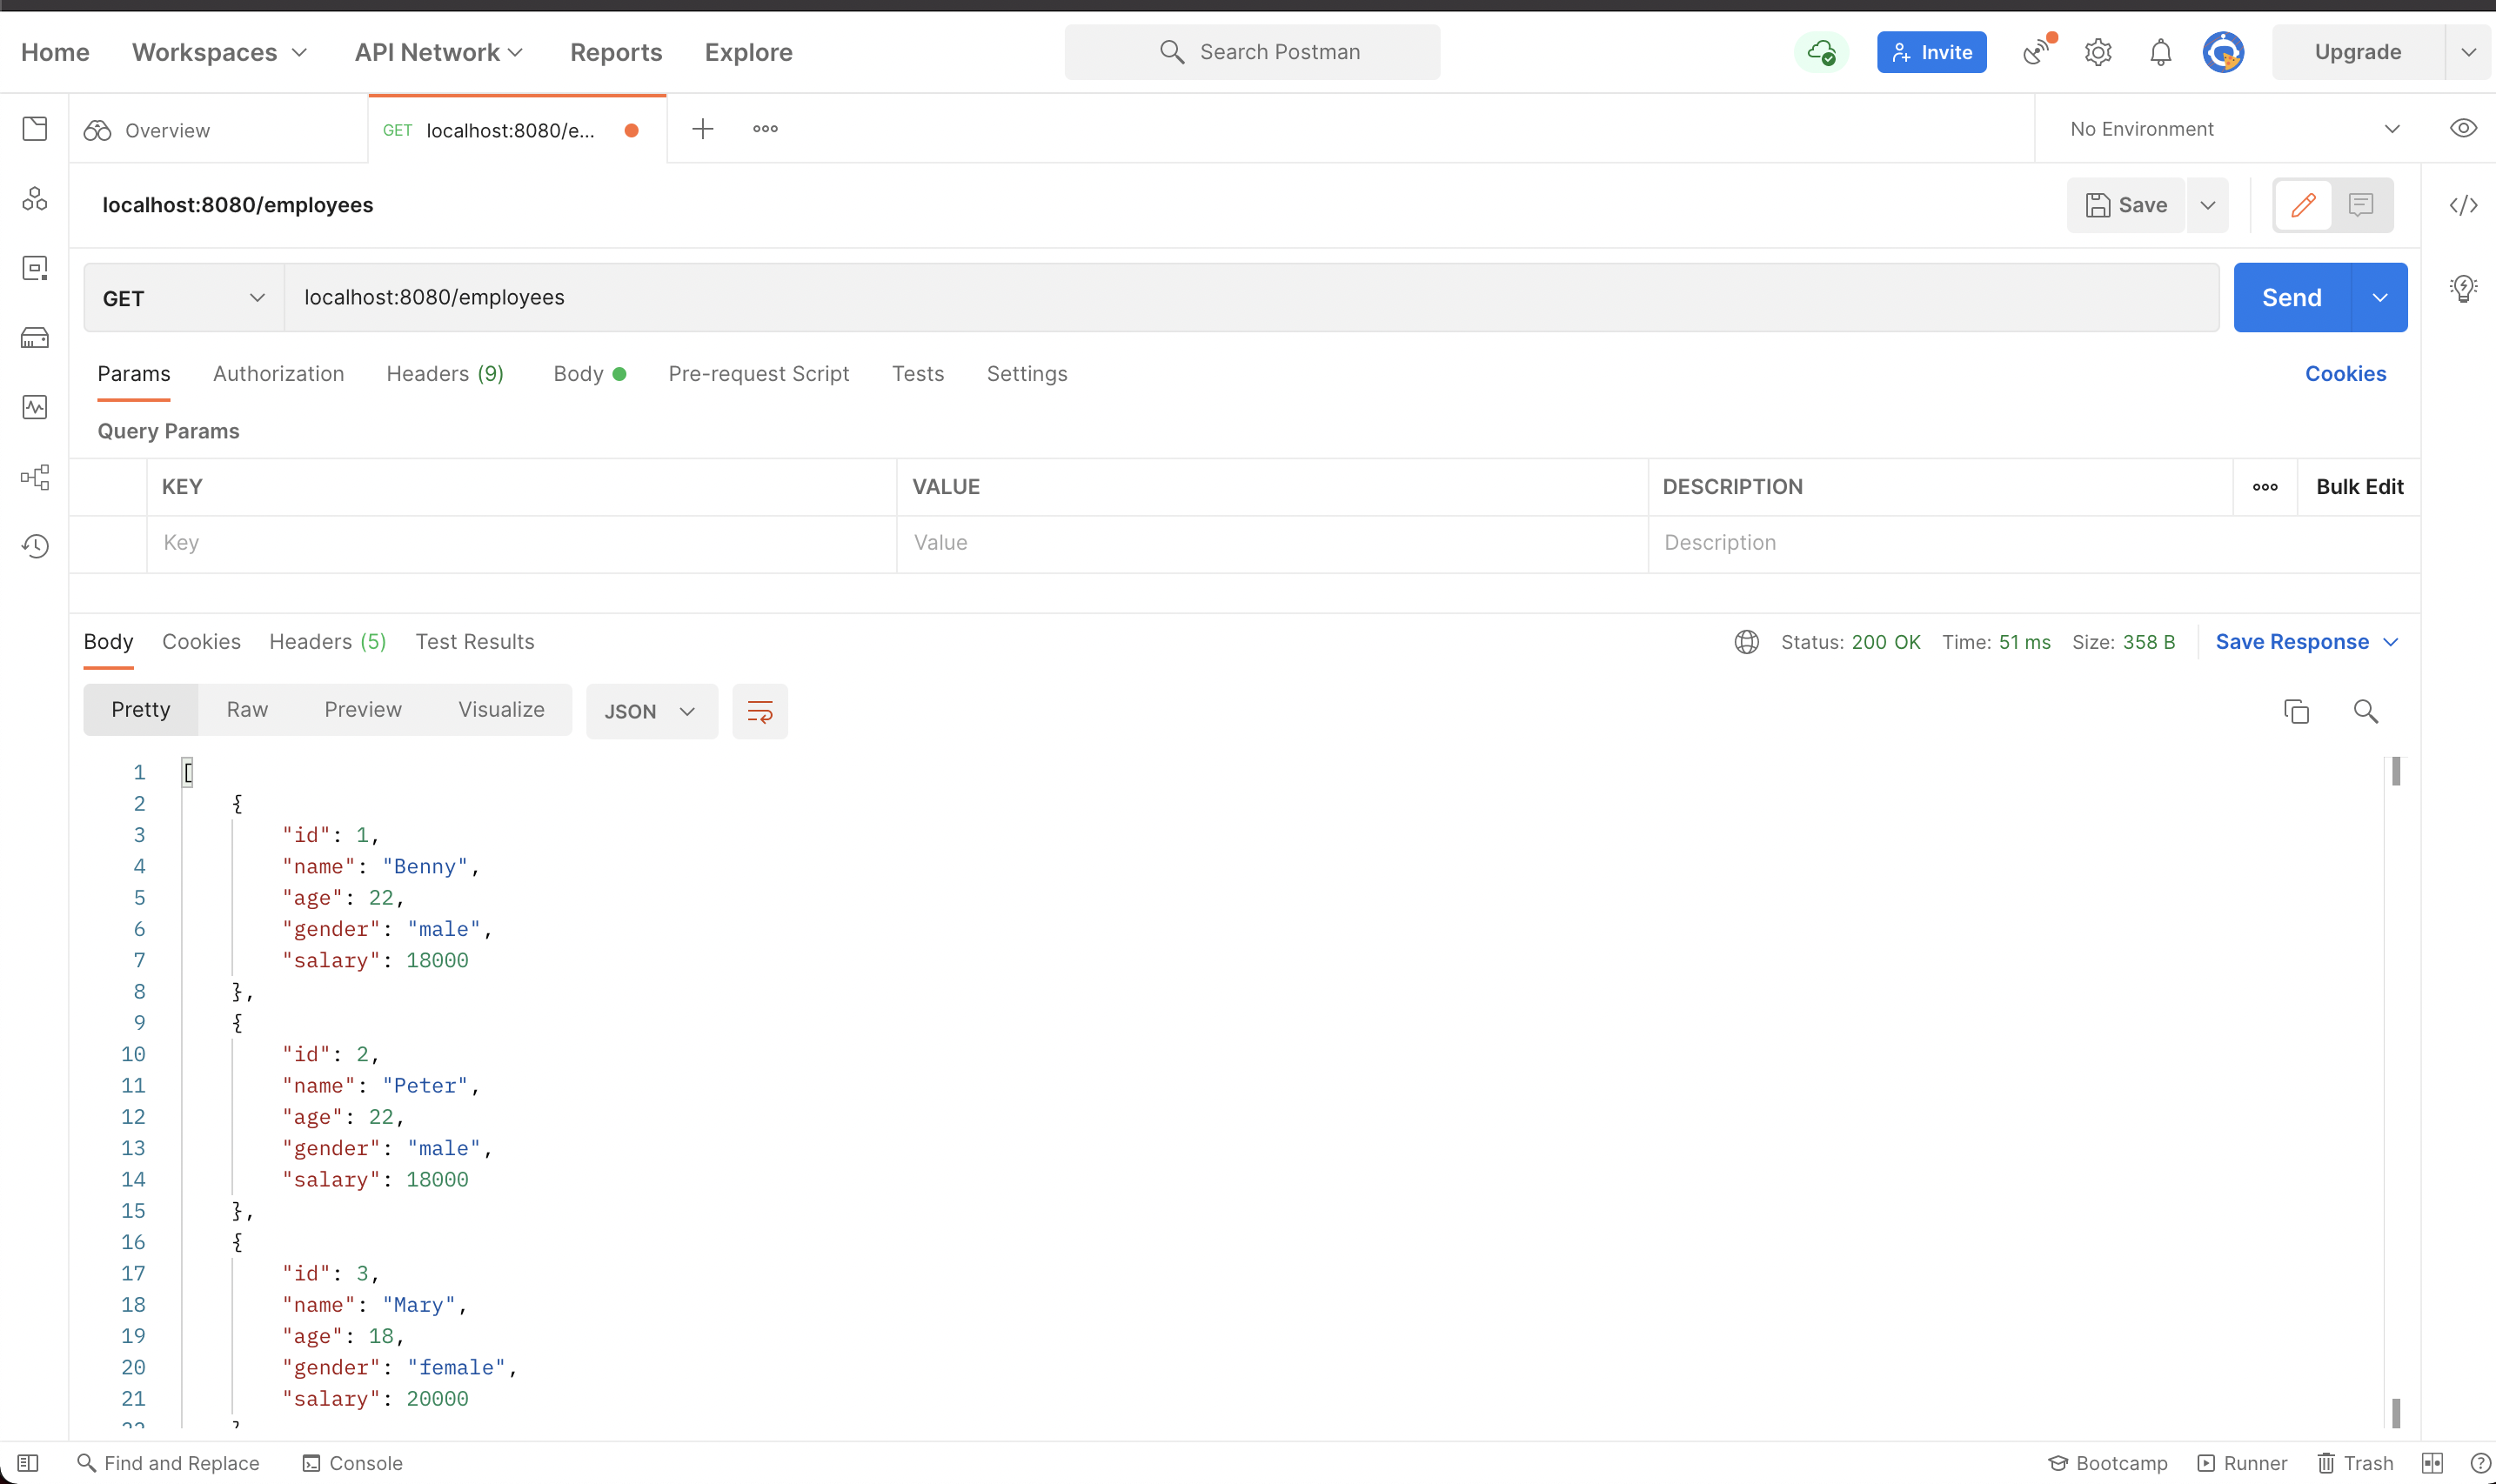 Home Workspaces API Network Reports Explore Search Postman Invite Upgrade
Overview GET localhost:8080/e... No Environment
localhost:8080/employees Save
GET localhost:8080/employees Send
Params Authorization Headers (9) Body Pre-request Script Tests Settings Cookies
Query Params
KEY VALUE DESCRIPTION Bulk Edit
Key Value Description
Body Cookies Headers (5) Test Results Status: 200 OK Time: 51 ms Size: 358 B Save Response
Pretty Raw Preview Visualize JSON
1 [
2 {
3 "id": 1,
4 "name": "Benny",
5 "age": 22,
6 "gender": "male",
7 "salary": 18000
8 },
9 {
10 "id": 2,
11 "name": "Peter",
12 "age": 22,
13 "gender": "male",
14 "salary": 18000
15 },
16 {
17 "id": 3,
18 "name": "Mary",
19 "age": 18,
20 "gender": "female",
21 "salary": 20000
Find and Replace Console Bootcamp Runner Trash